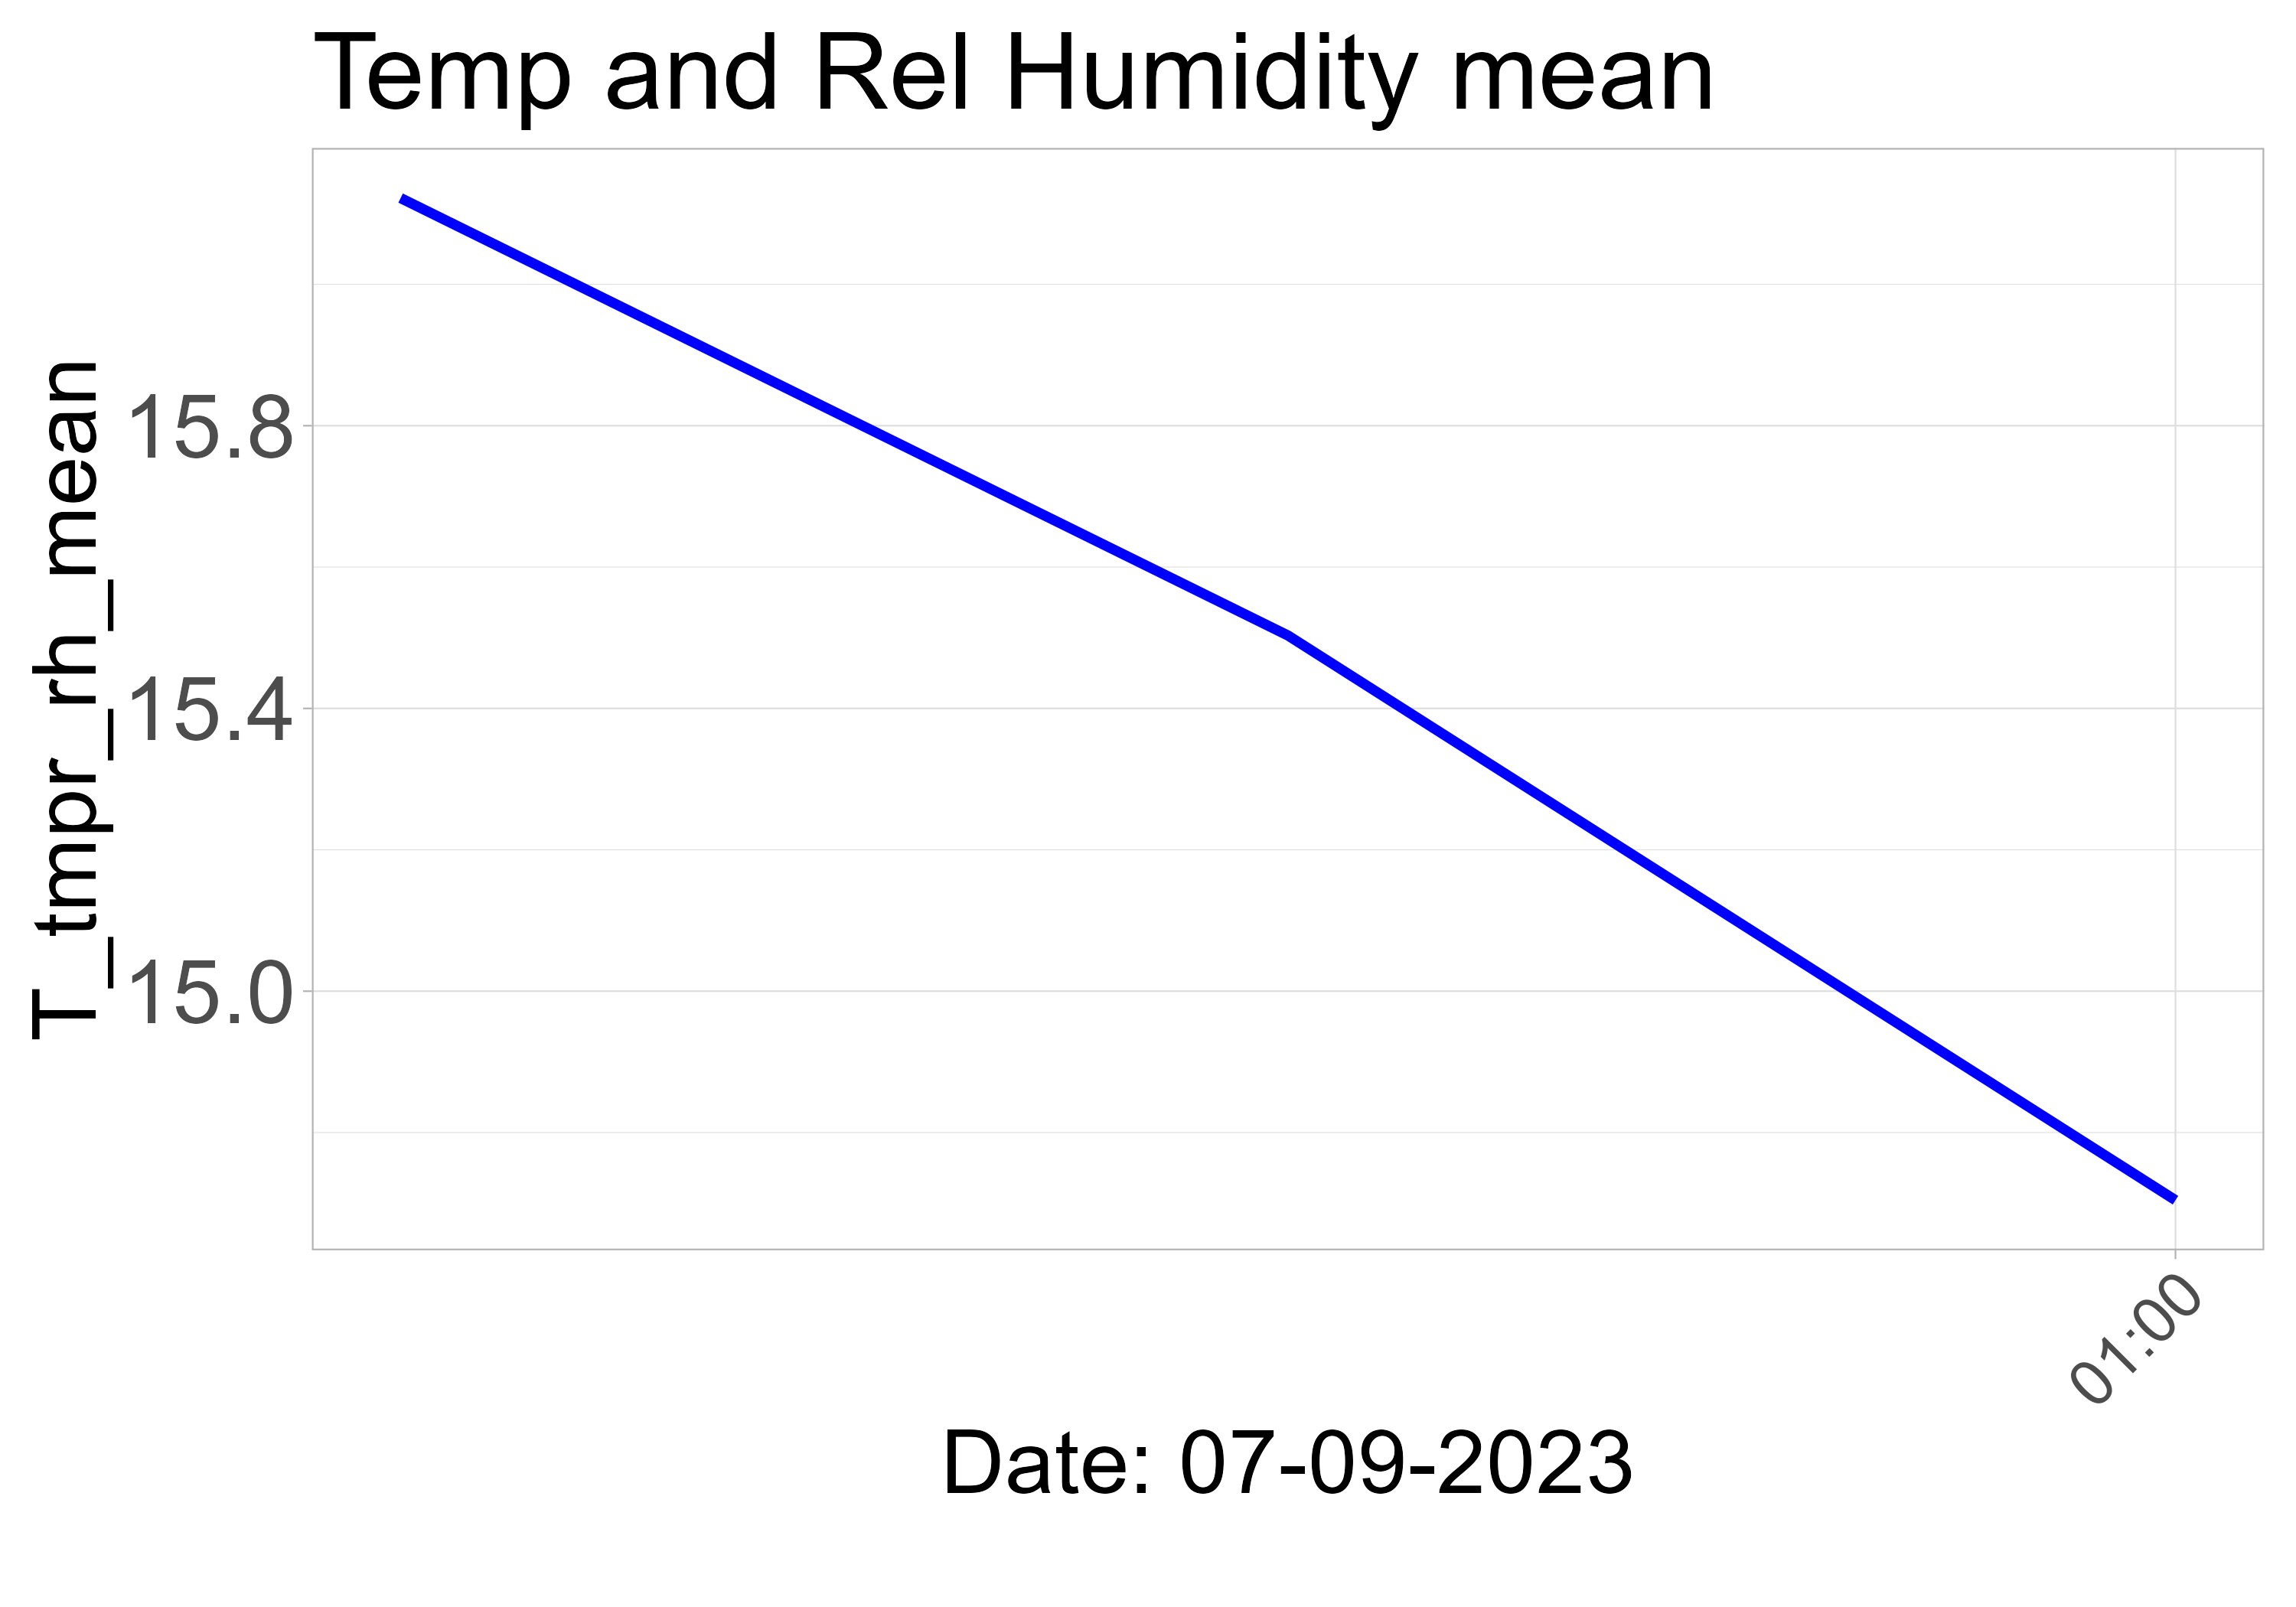 Temp and Rel Humidity mean
T_tmpr_rh_mean
15.8
15.4
15.0
01:00
Date: 07-09-2023